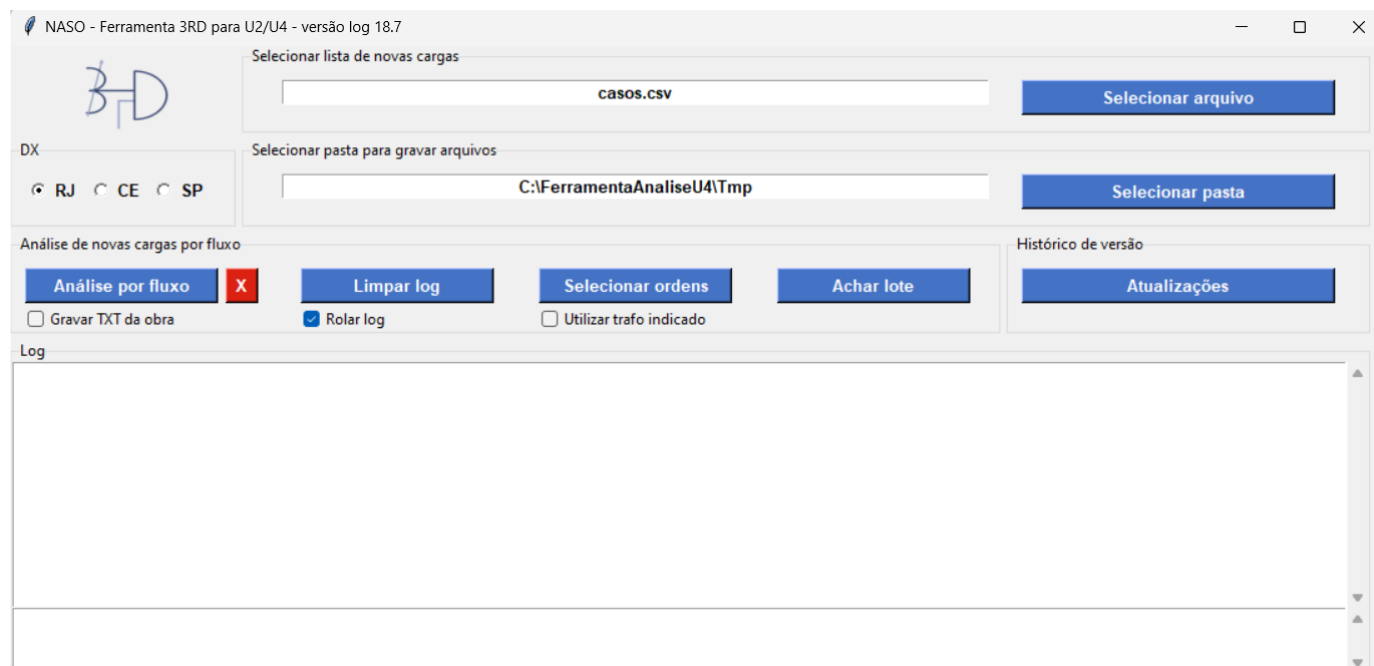 NASO - Ferramenta 3RD para U2/U4 - versão log 18.7
Selecionar lista de novas cargas
casos.csv
Selecionar arquivo
DX
RJ CE SP
Selecionar pasta para gravar arquivos
C:\FerramentaAnaliseU4\Tmp
Selecionar pasta
Análise de novas cargas por fluxo
Análise por fluxo X Limpar log Selecionar ordens Achar lote
Gravar TXT da obra Rolar log Utilizar trafo indicado
Histórico de versão
Atualizações
Log